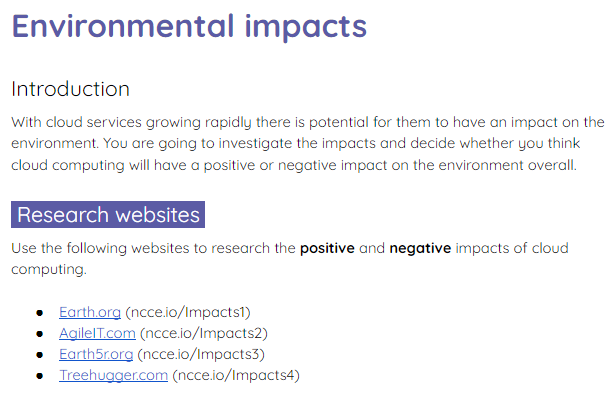 Environmental impacts
Introduction
With cloud services growing rapidly there is potential for them to have an impact on the
environment. You are going to investigate the impacts and decide whether you think
cloud computing will have a positive or negative impact on the environment overall.
Research websites
Use the following websites to research the positive and negative impacts of cloud
computing.
● Earth.org (ncce.io/Impacts1)
● AgileIT.com (ncce.io/Impacts2)
● Earth5r.org (ncce.io/Impacts3)
● Treehugger.com (ncce.io/Impacts4)